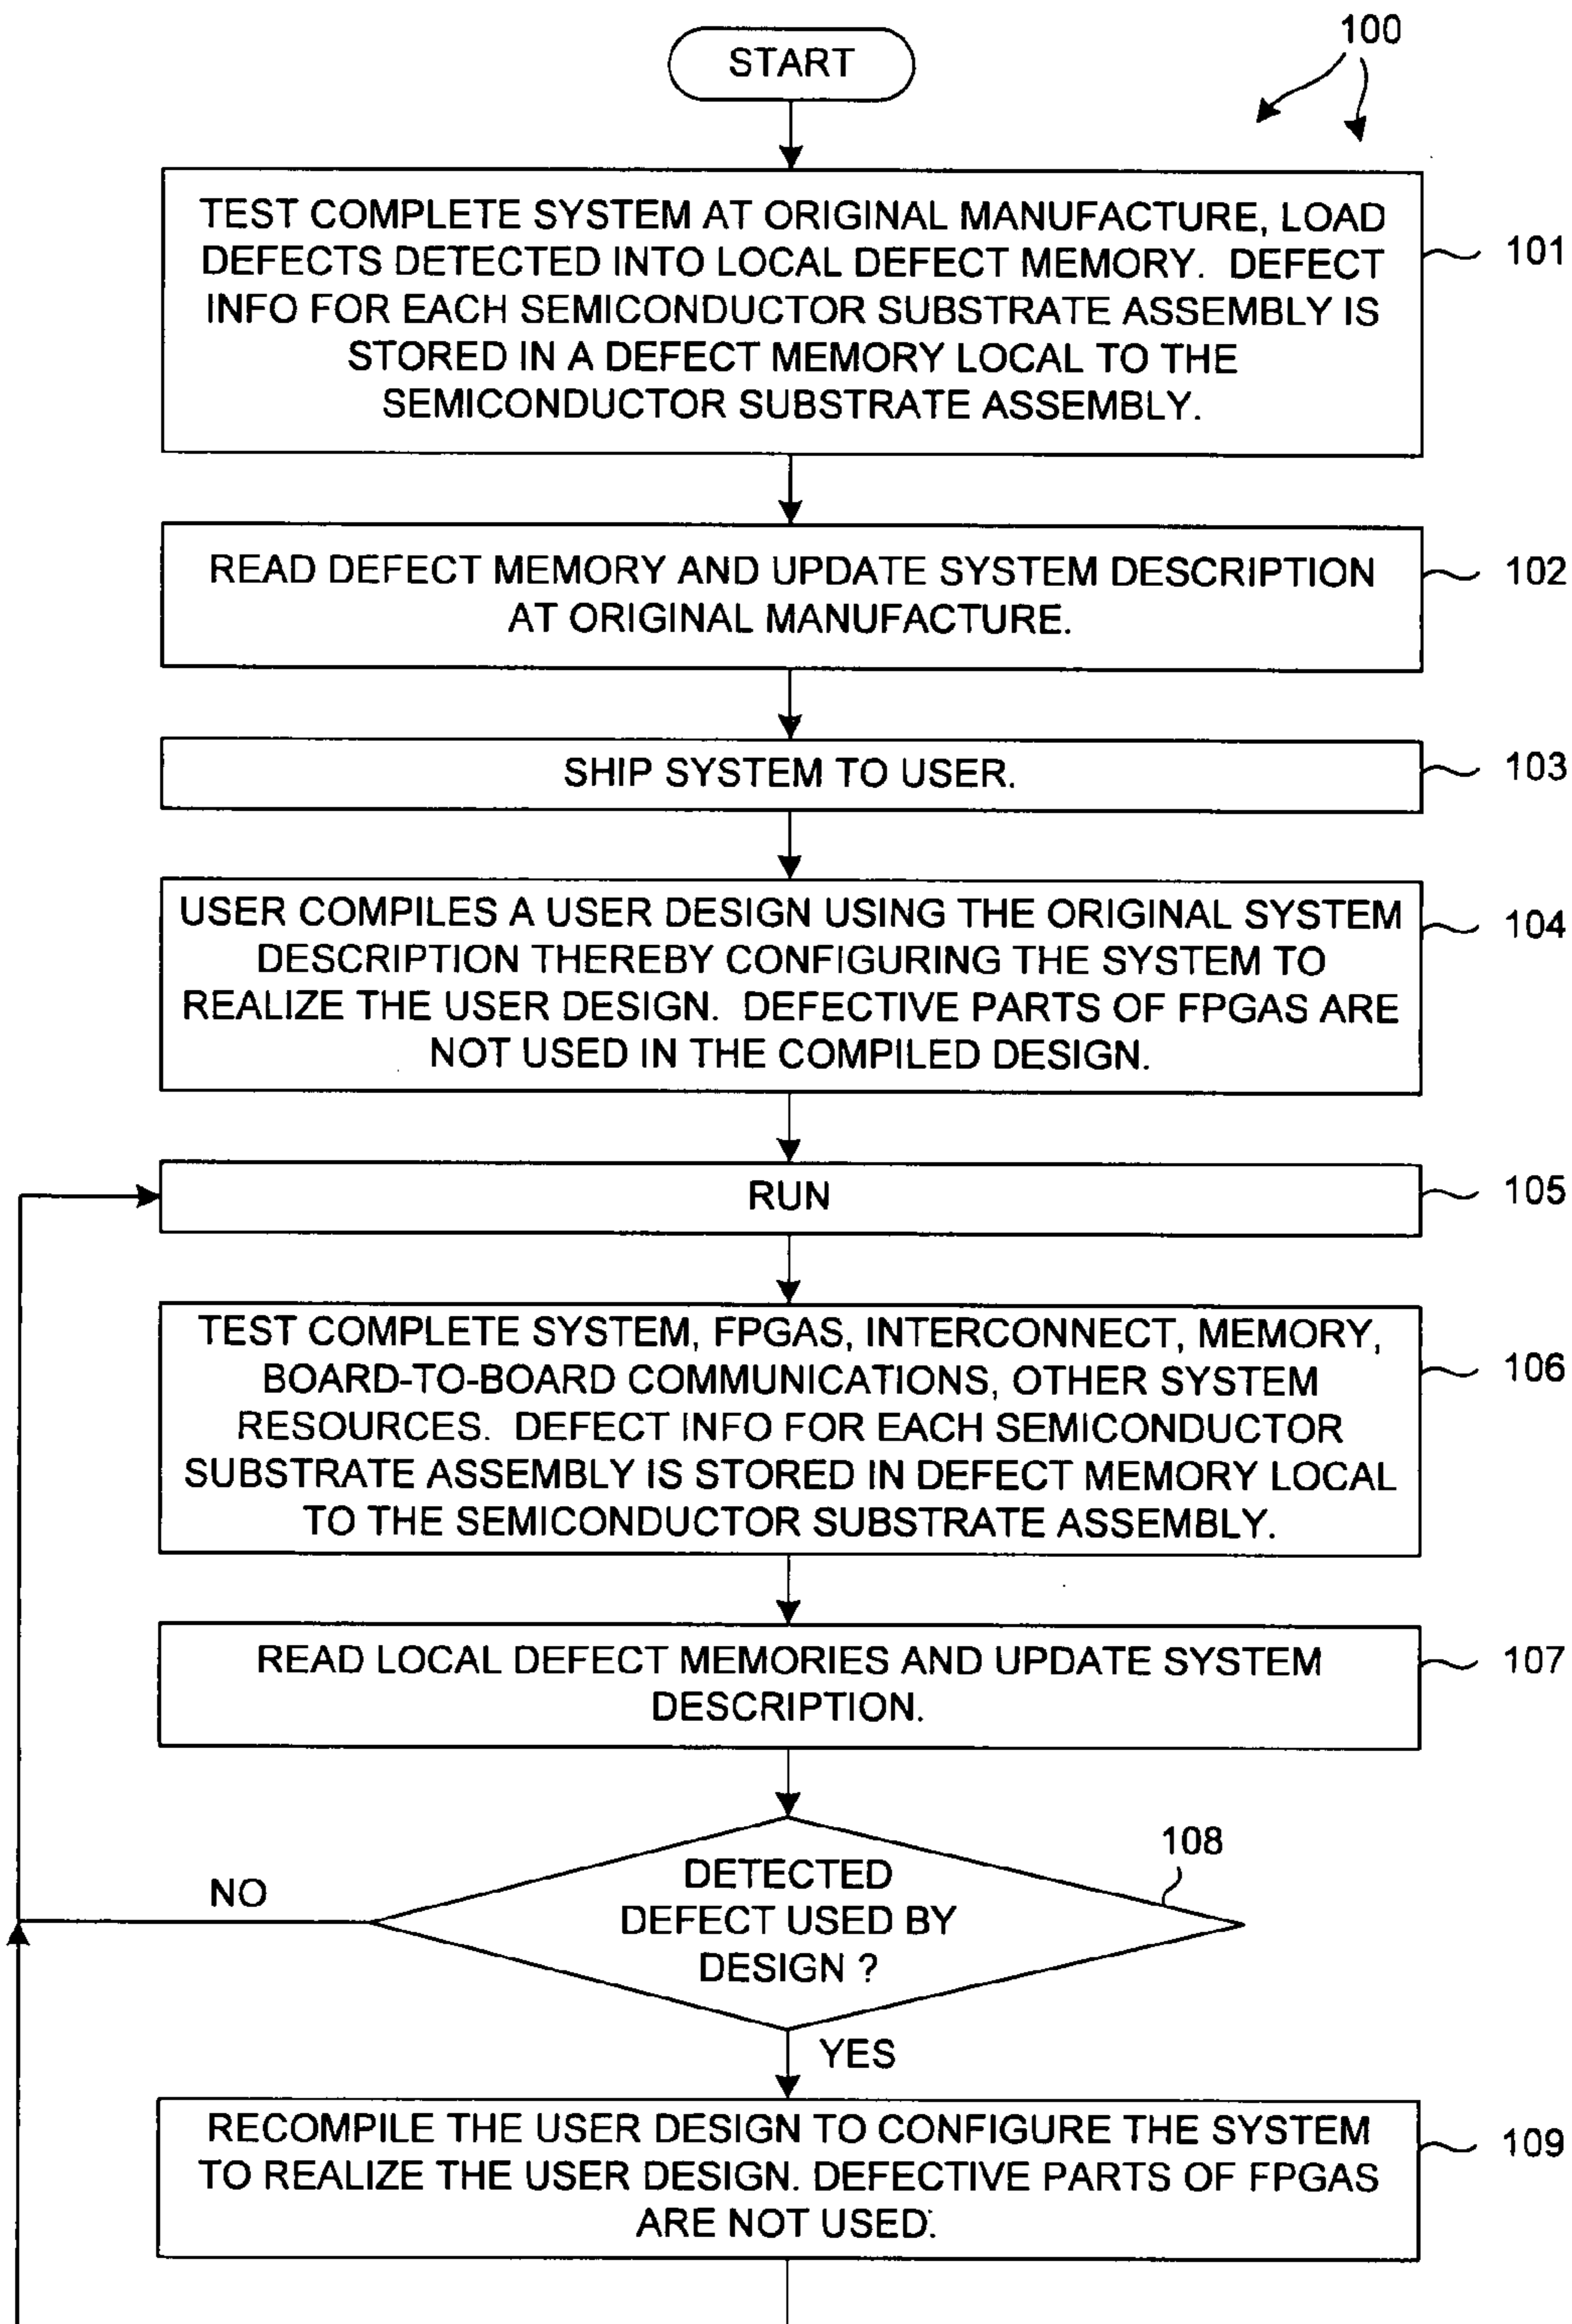 100
START
TEST COMPLETE SYSTEM AT ORIGINAL MANUFACTURE, LOAD
DEFECTS DETECTED INTO LOCAL DEFECT MEMORY. DEFECT
INFO FOR EACH SEMICONDUCTOR SUBSTRATE ASSEMBLY IS
STORED IN A DEFECT MEMORY LOCAL TO THE
SEMICONDUCTOR SUBSTRATE ASSEMBLY.
101
READ DEFECT MEMORY AND UPDATE SYSTEM DESCRIPTION
AT ORIGINAL MANUFACTURE.
102
SHIP SYSTEM TO USER.
103
USER COMPILES A USER DESIGN USING THE ORIGINAL SYSTEM
DESCRIPTION THEREBY CONFIGURING THE SYSTEM TO
REALIZE THE USER DESIGN. DEFECTIVE PARTS OF FPGAS ARE
NOT USED IN THE COMPILED DESIGN.
104
RUN
105
TEST COMPLETE SYSTEM, FPGAS, INTERCONNECT, MEMORY,
BOARD-TO-BOARD COMMUNICATIONS, OTHER SYSTEM
RESOURCES. DEFECT INFO FOR EACH SEMICONDUCTOR
SUBSTRATE ASSEMBLY IS STORED IN DEFECT MEMORY LOCAL
TO THE SEMICONDUCTOR SUBSTRATE ASSEMBLY.
106
READ LOCAL DEFECT MEMORIES AND UPDATE SYSTEM
DESCRIPTION.
107
DETECTED
DEFECT USED BY
DESIGN ?
108
NO
YES
RECOMPILE THE USER DESIGN TO CONFIGURE THE SYSTEM
TO REALIZE THE USER DESIGN. DEFECTIVE PARTS OF FPGAS
ARE NOT USED.
109